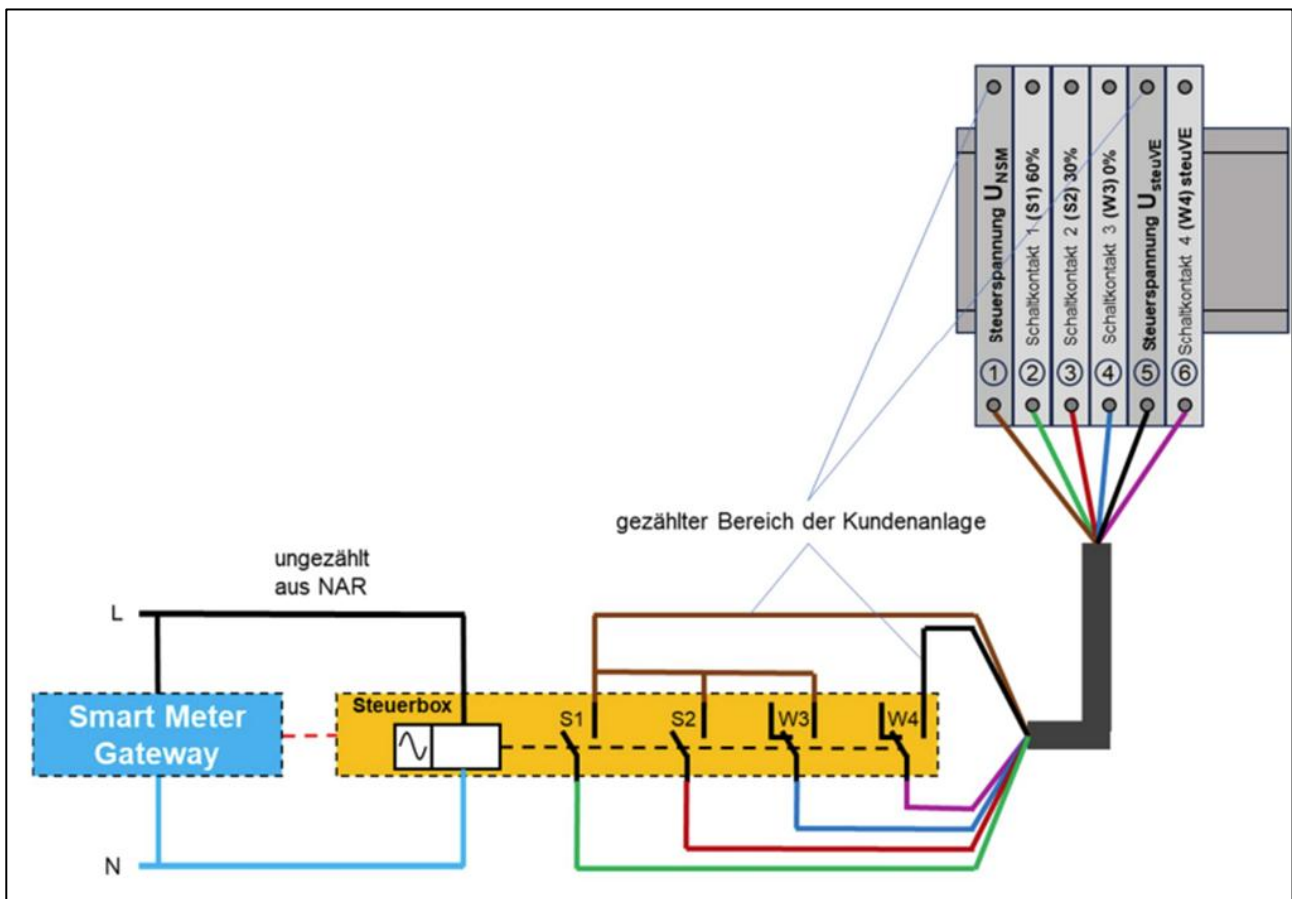 Steuerspannung U_NSM
Schaltkontakt 1 (S1) 60%
Schaltkontakt 2 (S2) 30%
Schaltkontakt 3 (W3) 0%
Steuerspannung U_steuVE
Schaltkontakt 4 (W4) steuVE
1 2 3 4 5 6
gezählter Bereich der Kundenanlage
ungezählt
aus NAR
L
Smart Meter
Gateway
Steuerbox
S1
S2
W3
W4
N